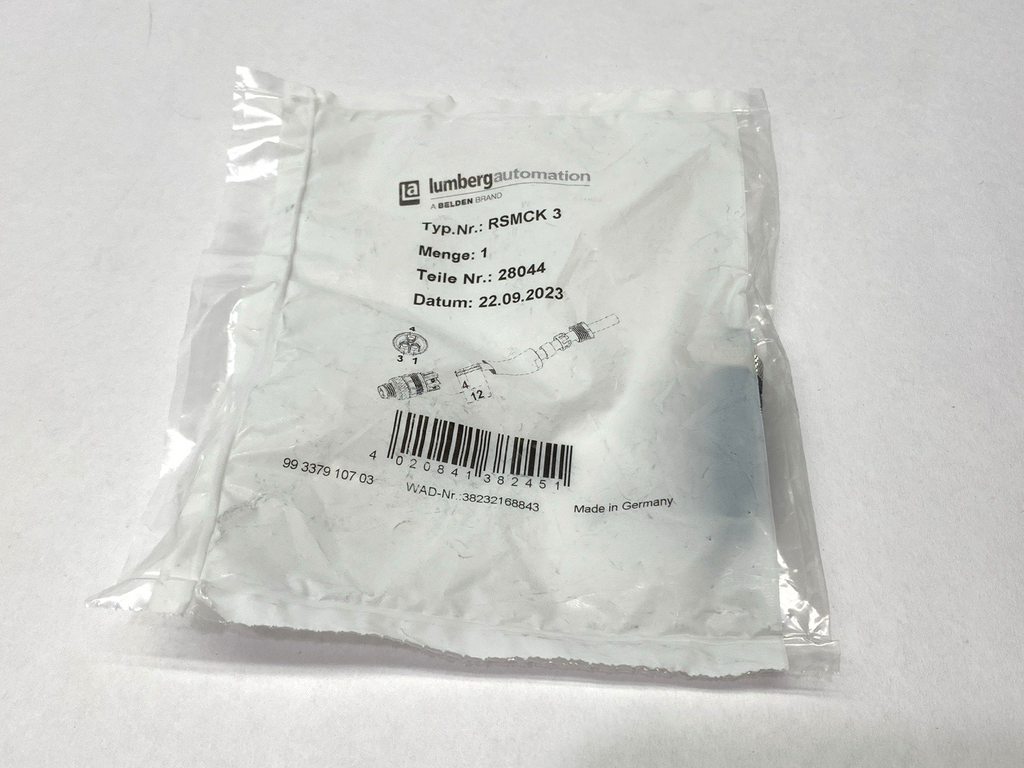 la lumbergautomation
A BELDEN BRAND
Typ.Nr.: RSMCK 3
Menge: 1
Teile Nr.: 28044
Datum: 22.09.2023
4
3 1
4
12
4 020841 382451
99 3379 107 03
WAD-Nr.:38232168843
Made in Germany